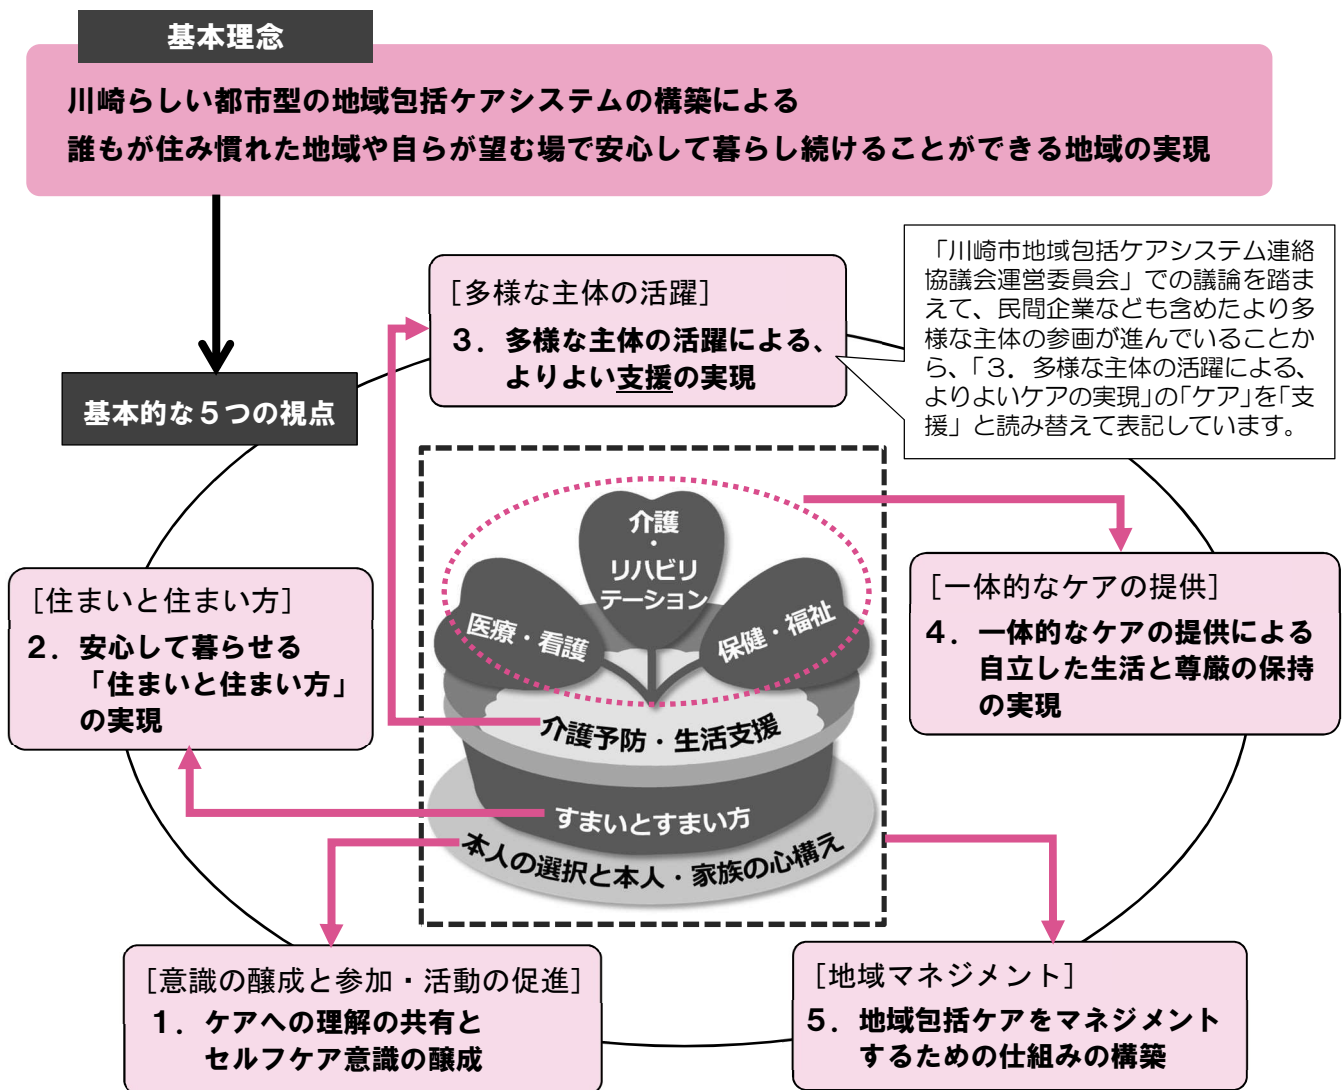 基本理念
川崎らしい都市型の地域包括ケアシステムの構築による
誰もが住み慣れた地域や自らが望む場で安心して暮らし続けることができる地域の実現
基本的な5つの視点
［多様な主体の活躍］
３．多様な主体の活躍による、
よりよい支援の実現
「川崎市地域包括ケアシステム連絡
協議会運営委員会」での議論を踏ま
えて、民間企業なども含めたより多
様な主体の参画が進んでいることか
ら、「３．多様な主体の活躍による、
よりよいケアの実現」の「ケア」を「支
援」と読み替えて表記しています。
［住まいと住まい方］
２．安心して暮らせる
「住まいと住まい方」
の実現
介護
・
リハビリ
テーション
医療・看護
保健・福祉
介護予防・生活支援
すまいとすまい方
本人の選択と本人・家族の心構え
［一体的なケアの提供］
４．一体的なケアの提供による
自立した生活と尊厳の保持
の実現
［意識の醸成と参加・活動の促進］
１．ケアへの理解の共有と
セルフケア意識の醸成
［地域マネジメント］
５．地域包括ケアをマネジメント
するための仕組みの構築